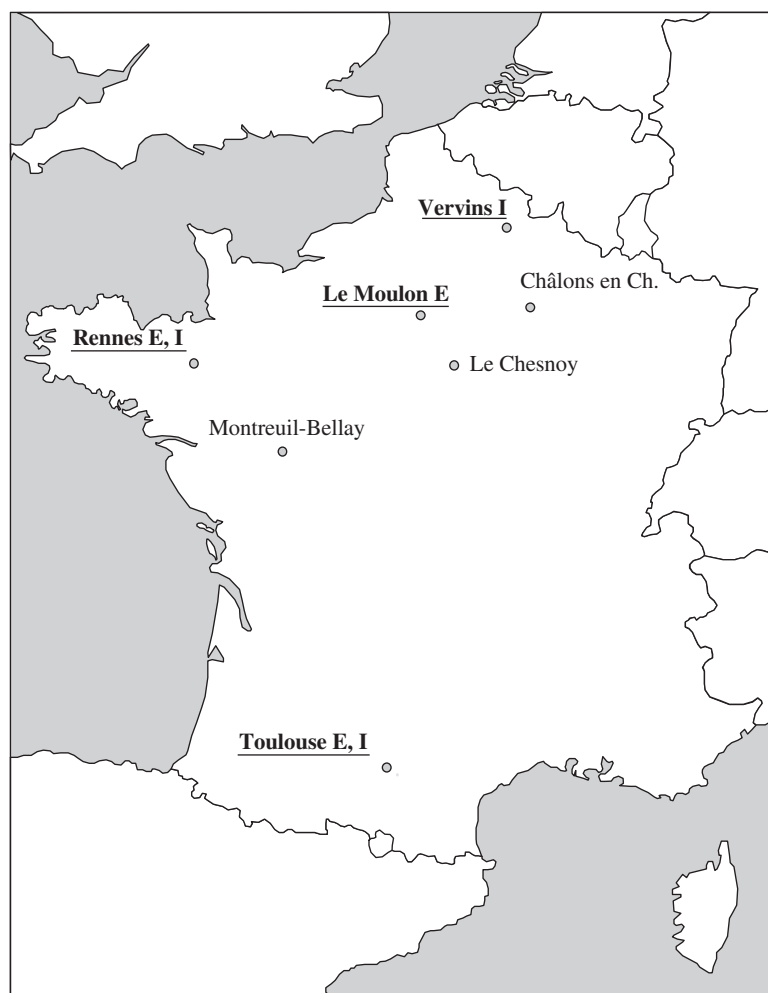 Vervins I
Châlons en Ch.
Le Moulon E
Rennes E, I
Le Chesnoy
Montreuil-Bellay
Toulouse E, I